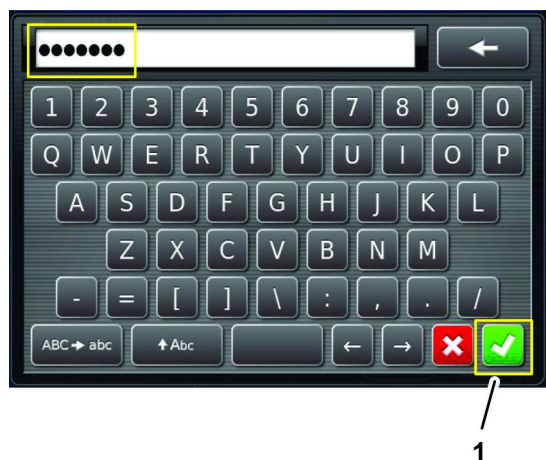 ●●●●●●●
1 2 3 4 5 6 7 8 9 0
Q W E R T Y U I O P
A S D F G H J K L
Z X C V B N M
- = [ ] \ : , . /
ABC→abc ↑Abc ← →
1